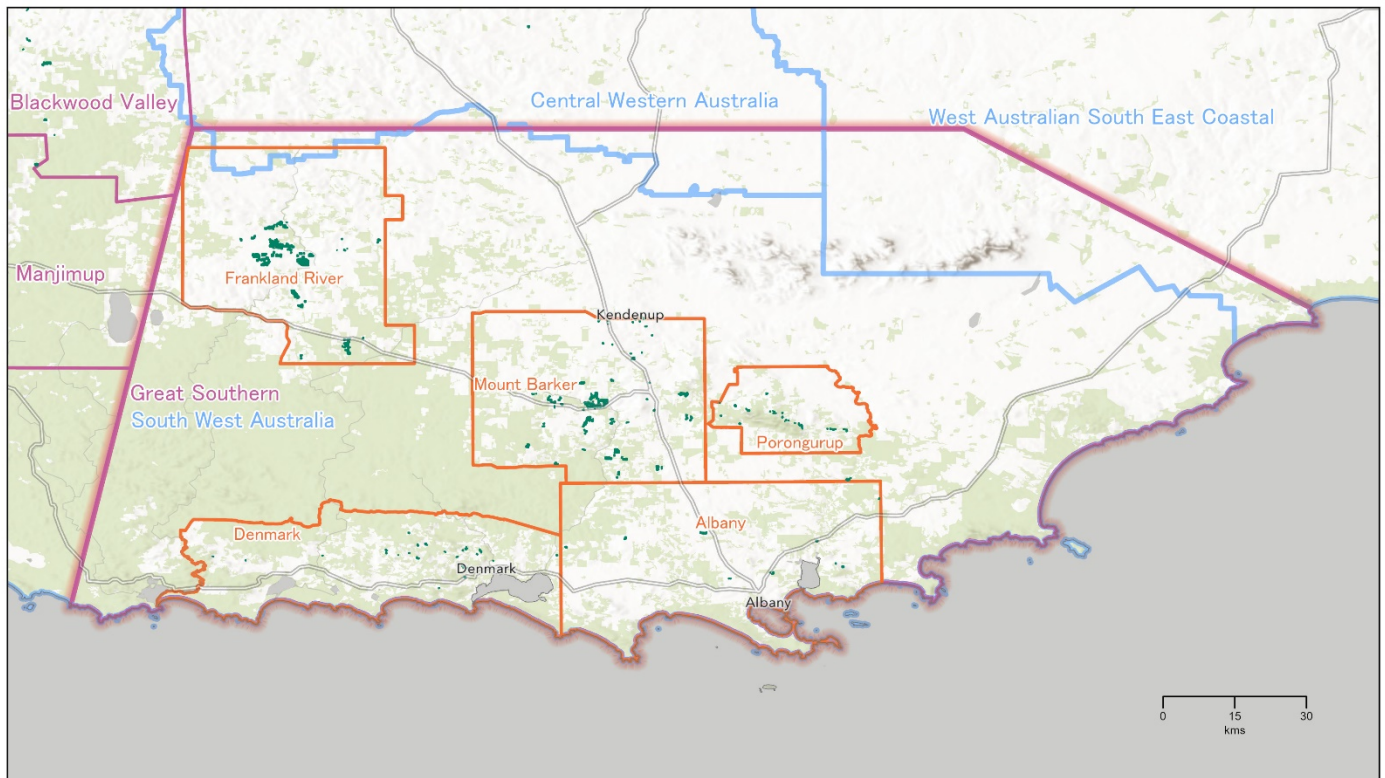 Blackwood Valley
Central Western Australia
West Australian South East Coastal
Manjimup
Frankland River
Kendenup
Mount Barker
Great Southern
South West Australia
Porongurup
Denmark
Albany
Denmark
Albany
0 15 30
kms